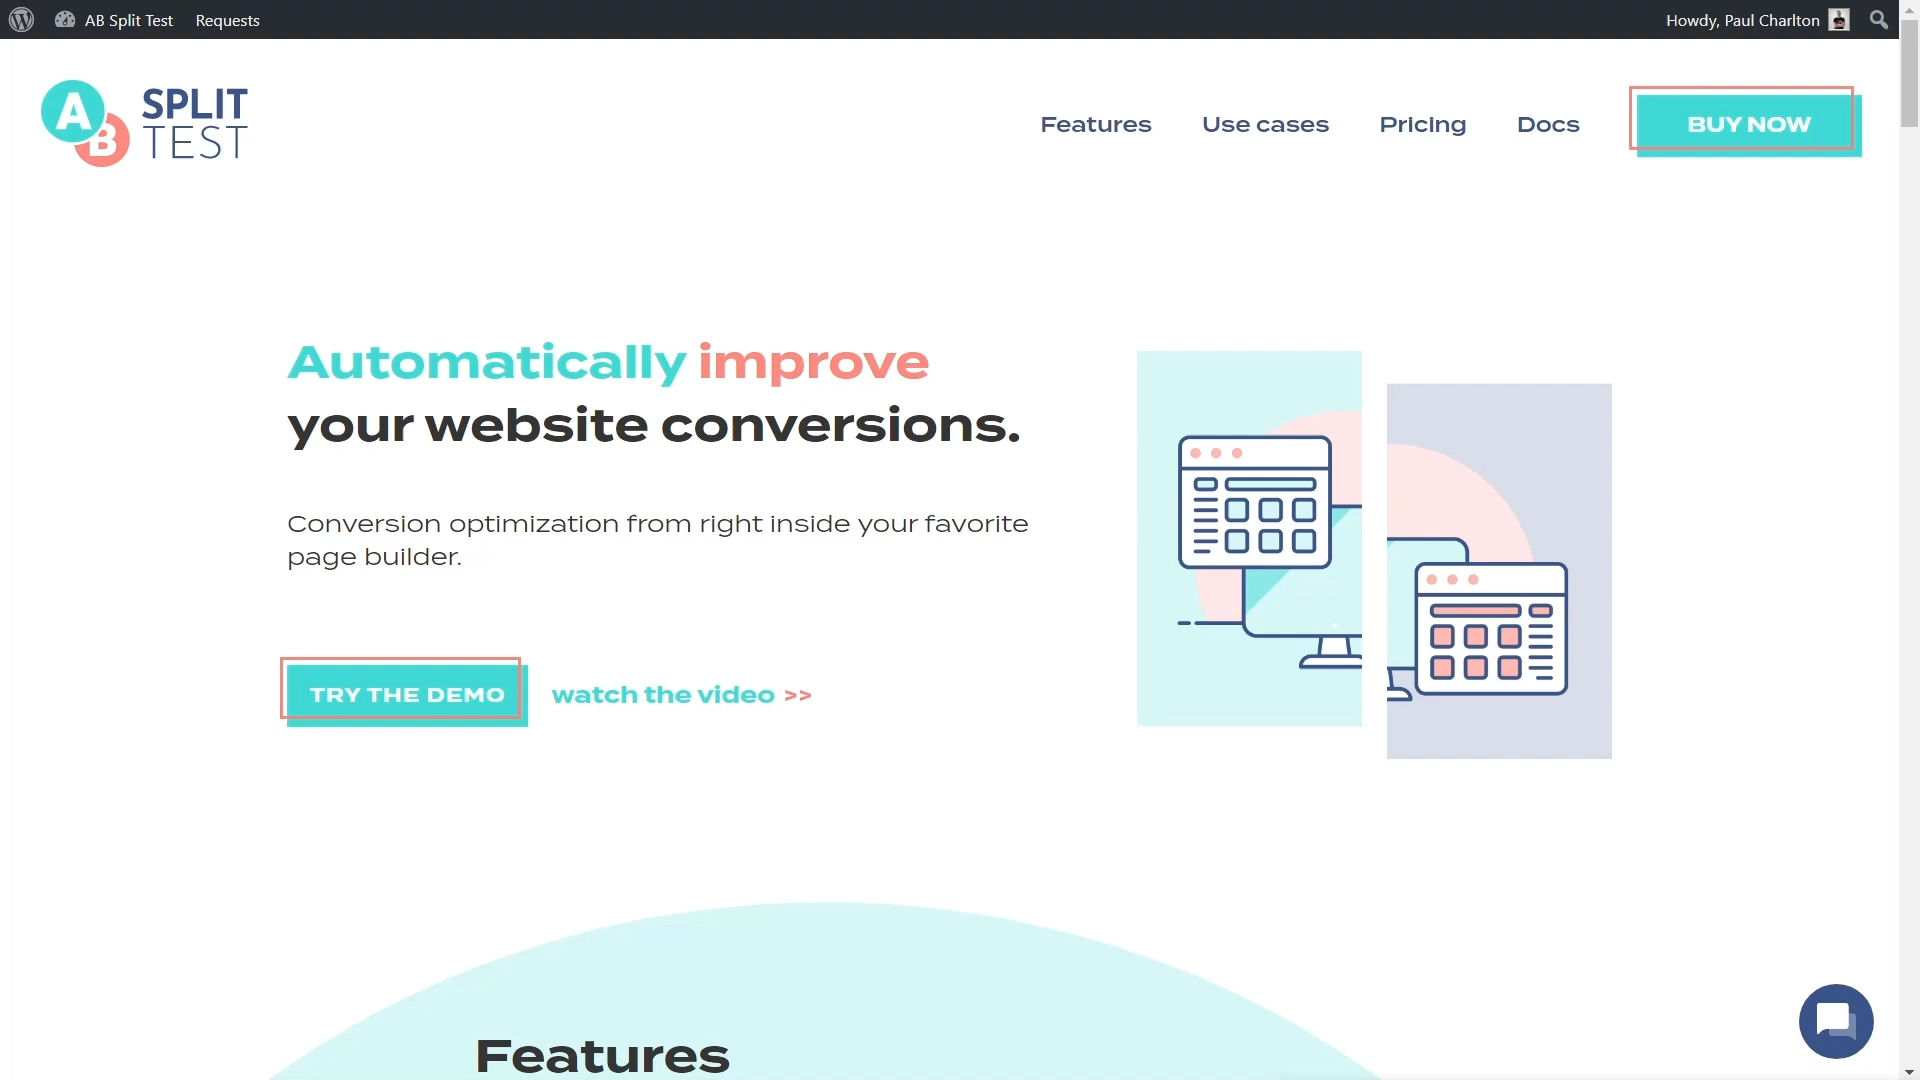 AB Split Test Requests Howdy, Paul Charlton
A B SPLIT TEST
Features Use cases Pricing Docs BUY NOW
Automatically improve
your website conversions.
Conversion optimization from right inside your favorite
page builder.
TRY THE DEMO watch the video >>
Features